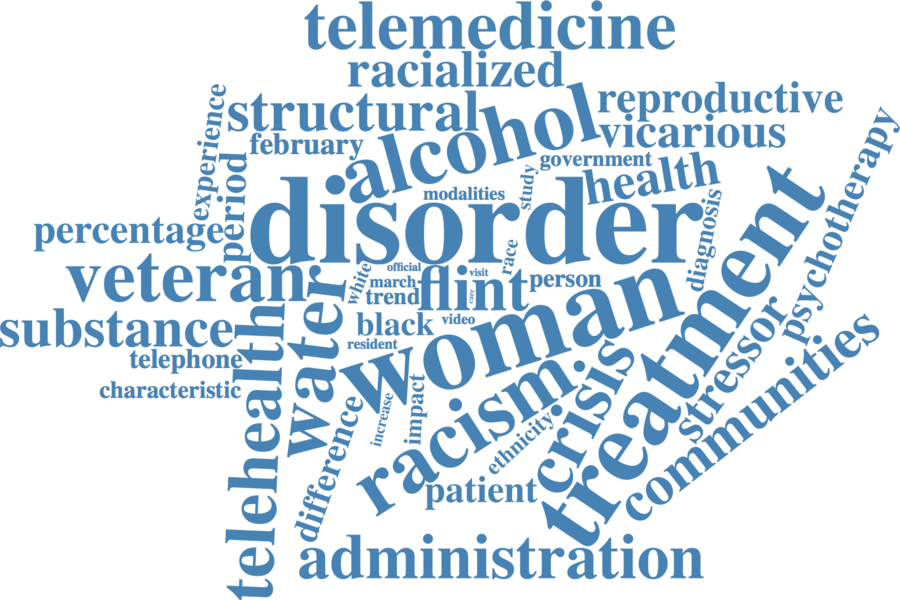 telemedicine
racialized
structural
reproductive
experience
alcohol
vicarious
february
government
period
study
health
modalities
disorder
psychotherapy
percentage
diagnosis
race
treatment
veteran
white
official
visit
march
flint
person
trend
care
woman
substance
black
video
water
resident
telephone
telehealth
crisis
stressor
communities
characteristic
racism
impact
increase
difference
ethnicity
patient
administration